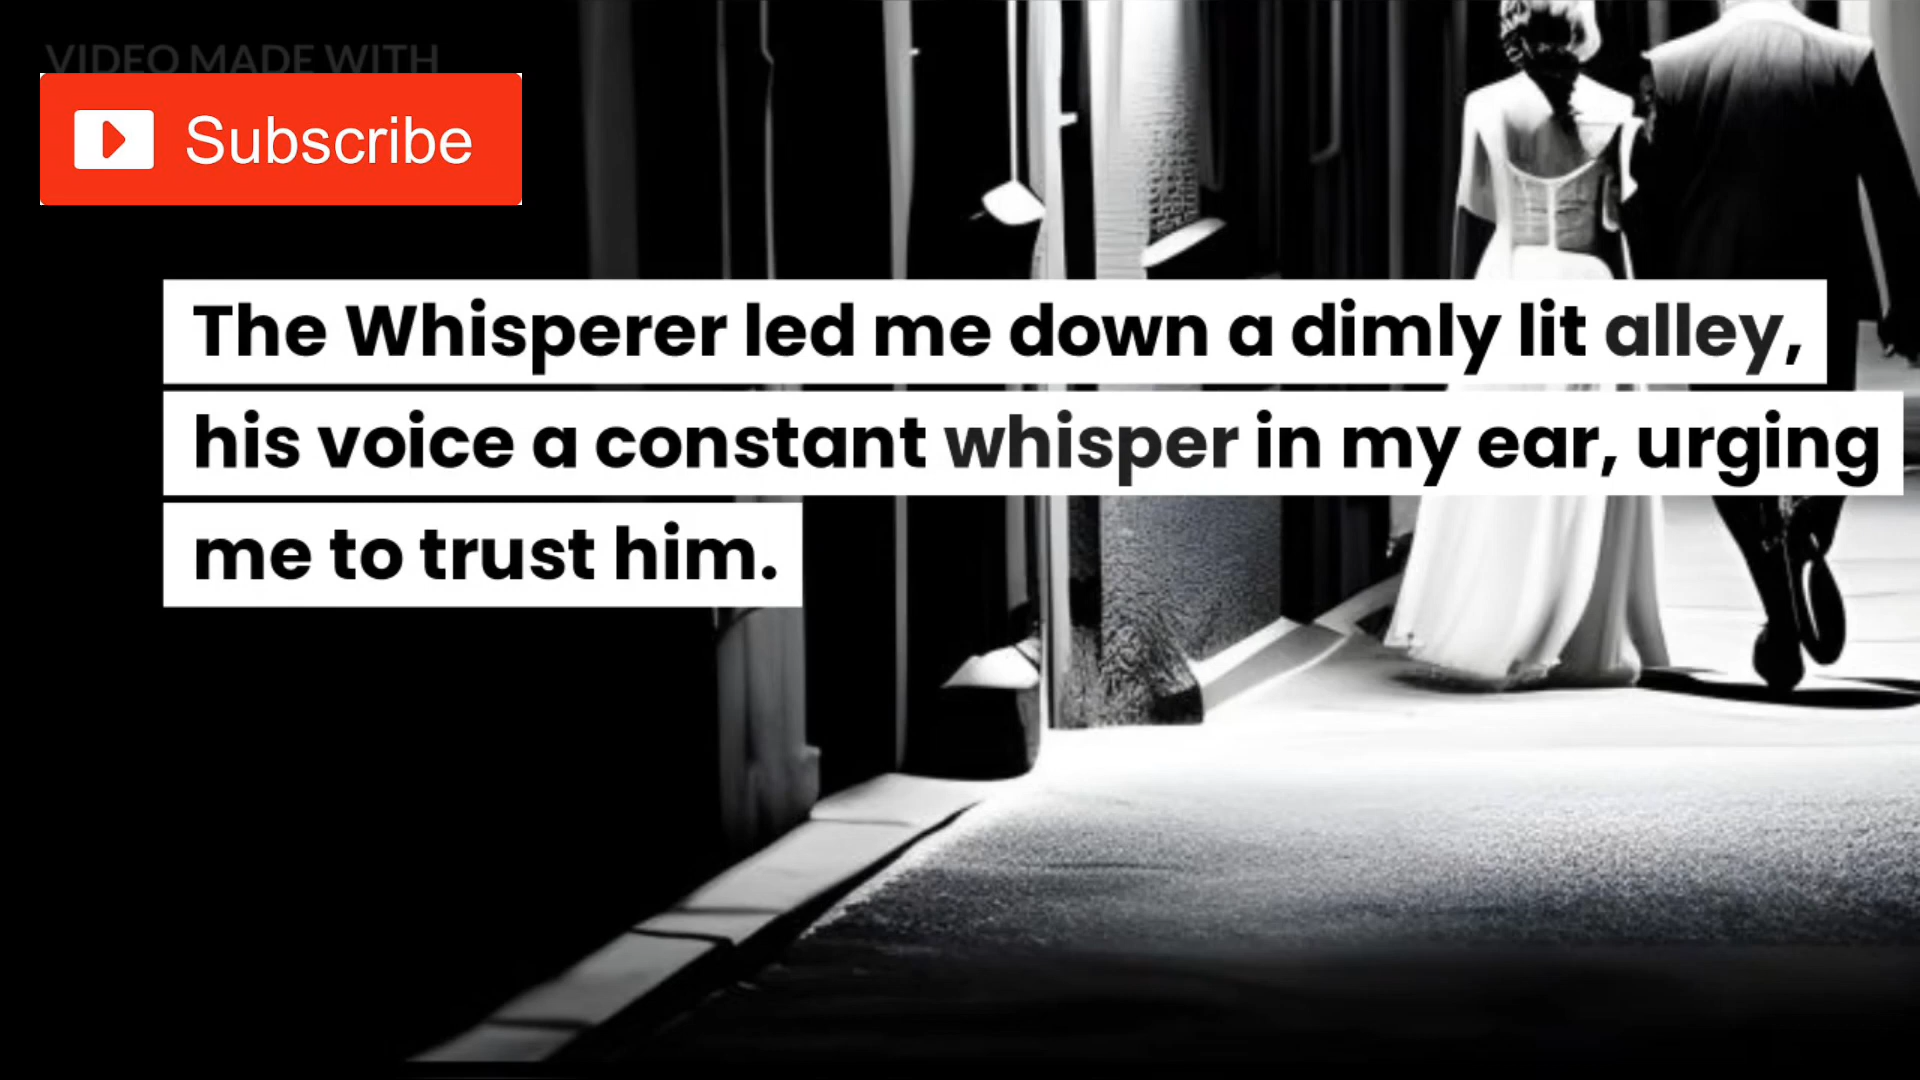 VIDEO MADE WITH
Subscribe
The Whisperer led me down a dimly lit alley,
his voice a constant whisper in my ear, urging
me to trust him.